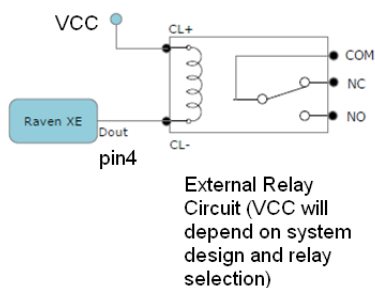 VCC
CL+
COM
NC
Raven XE
Dout
NO
CL-
pin4
External Relay
Circuit (VCC will
depend on system
design and relay
selection)